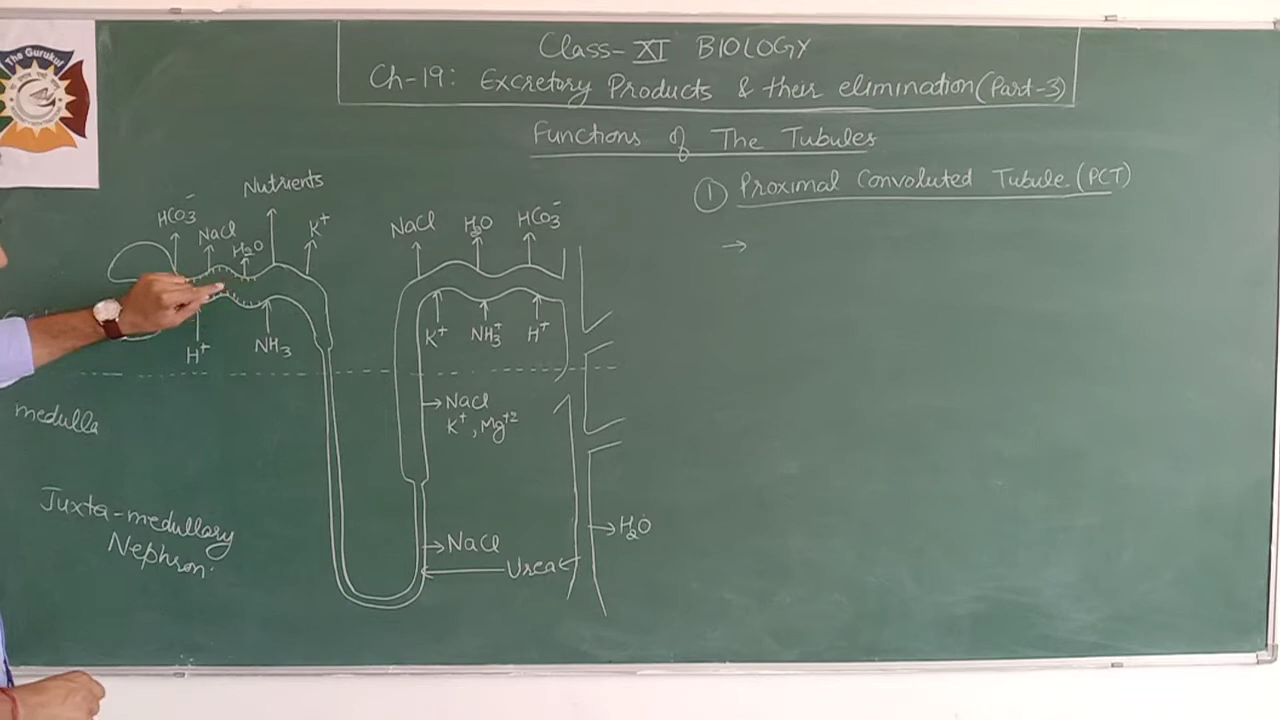 The Gurukul
Class-XI BIOLOGY
Ch-19: Excretory Products & their elimination (Part-3)
Functions of The Tubules
① Proximal Convoluted Tubule (PCT)
→
Nutrients
HCO3⁻
NaCl
H2O
K⁺
NaCl
H2O
HCO3⁻
H⁺
NH3
K⁺
NH3⁺
H⁺
medulla
NaCl
K⁺, Mg⁺²
Juxta-medullary
Nephron.
NaCl
Urea
H2O